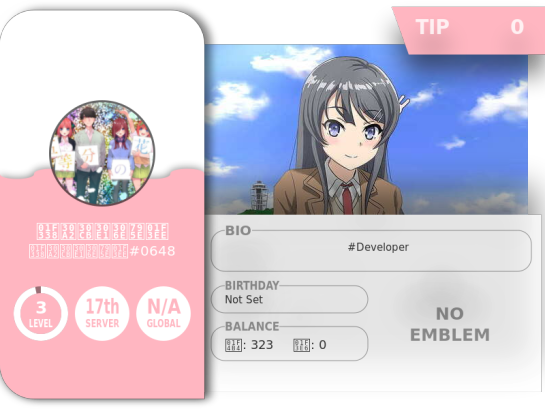 TIP 0
#0648
3
LEVEL
17th
SERVER
N/A
GLOBAL
BIO
#Developer
BIRTHDAY
Not Set
BALANCE
: 323 : 0
NO
EMBLEM